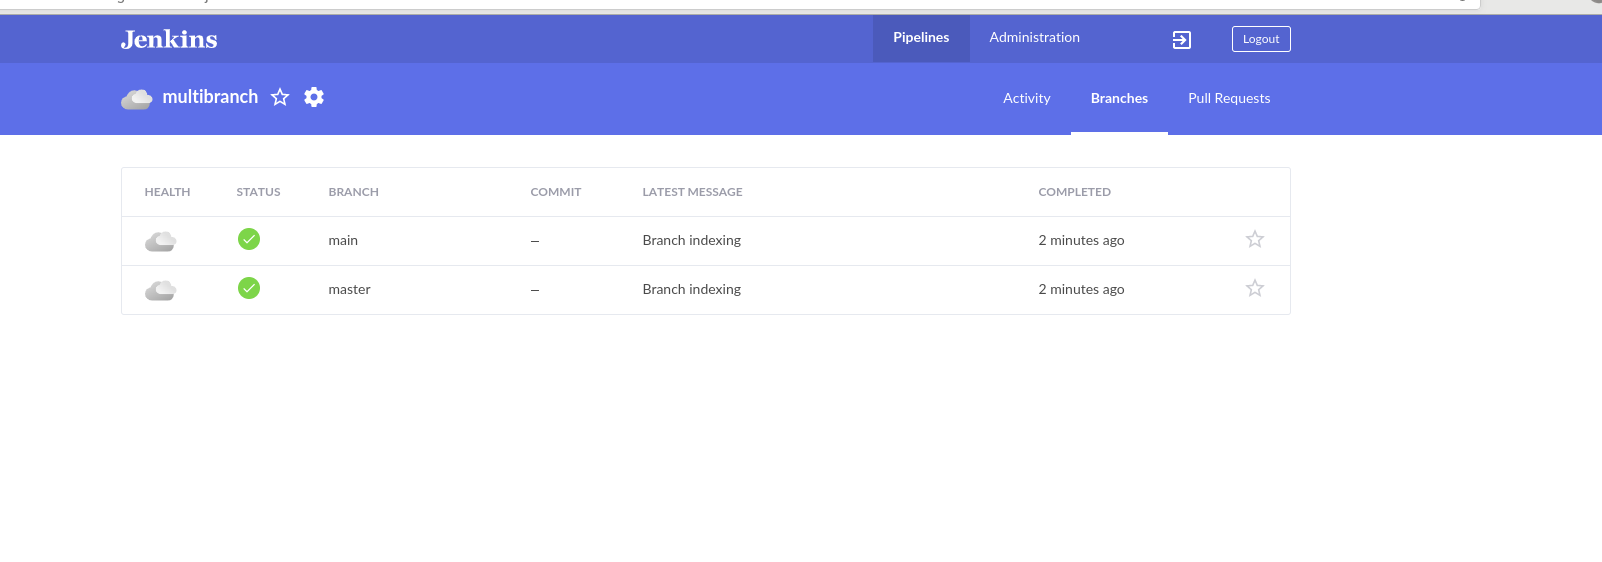 Jenkins
Pipelines
Administration
Logout
multibranch
Activity
Branches
Pull Requests
HEALTH STATUS BRANCH COMMIT LATEST MESSAGE COMPLETED
main – Branch indexing 2 minutes ago
master – Branch indexing 2 minutes ago